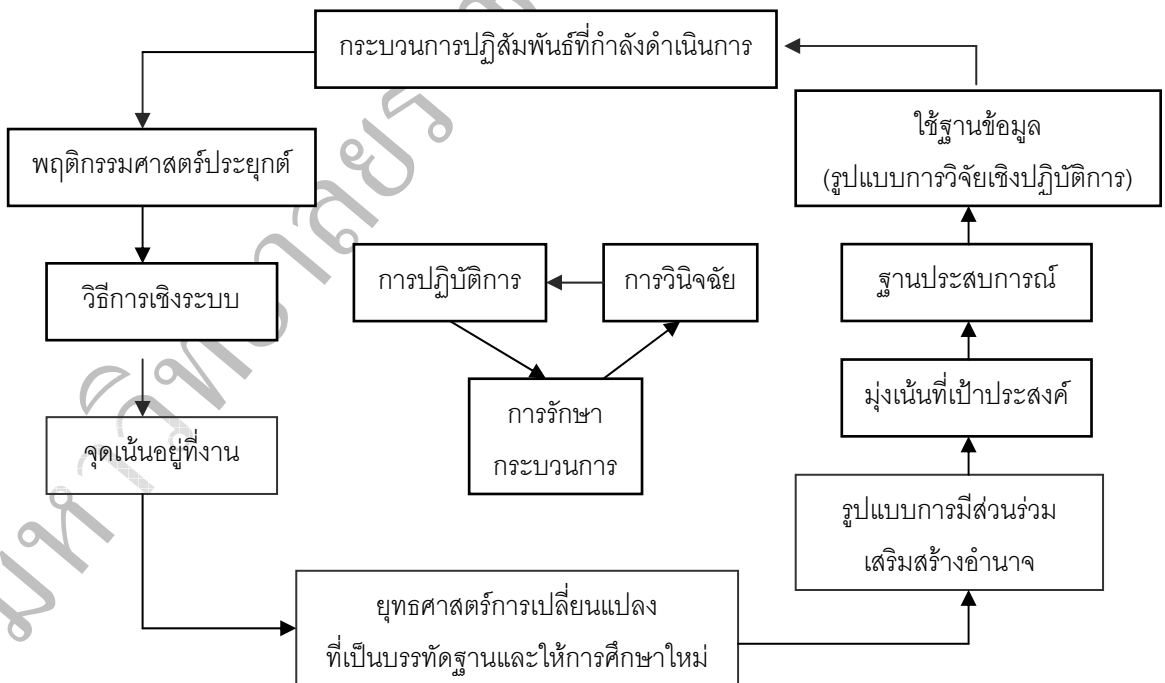 กระบวนการปฏิสัมพันธ์ที่กำลังดำเนินการ
พฤติกรรมศาสตร์ประยุกต์
วิธีการเชิงระบบ
จุดเน้นอยู่ที่งาน
ยุทธศาสตร์การเปลี่ยนแปลง
ที่เป็นบรรทัดฐานและให้การศึกษาใหม่
รูปแบบการมีส่วนร่วม
เสริมสร้างอำนาจ
มุ่งเน้นที่เป้าประสงค์
ฐานประสบการณ์
ใช้ฐานข้อมูล
(รูปแบบการวิจัยเชิงปฏิบัติการ)
การปฏิบัติการ
การวินิจฉัย
การรักษา
กระบวนการ